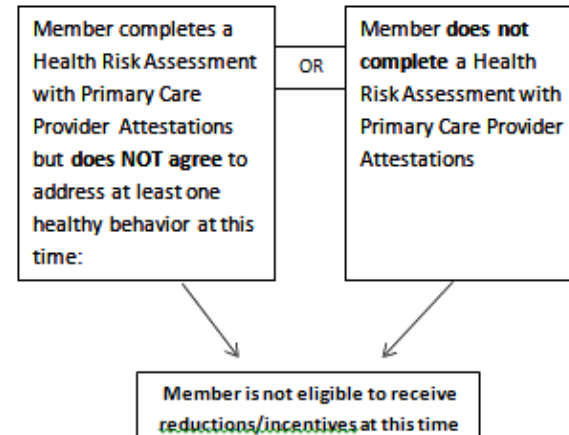 Member completes a
Health Risk Assessment
with Primary Care
Provider Attestations
but does NOT agree to
address at least one
healthy behavior at this
time:
OR
Member does not
complete a Health
Risk Assessment with
Primary Care Provider
Attestations
Member is not eligible to receive
reductions/incentives at this time